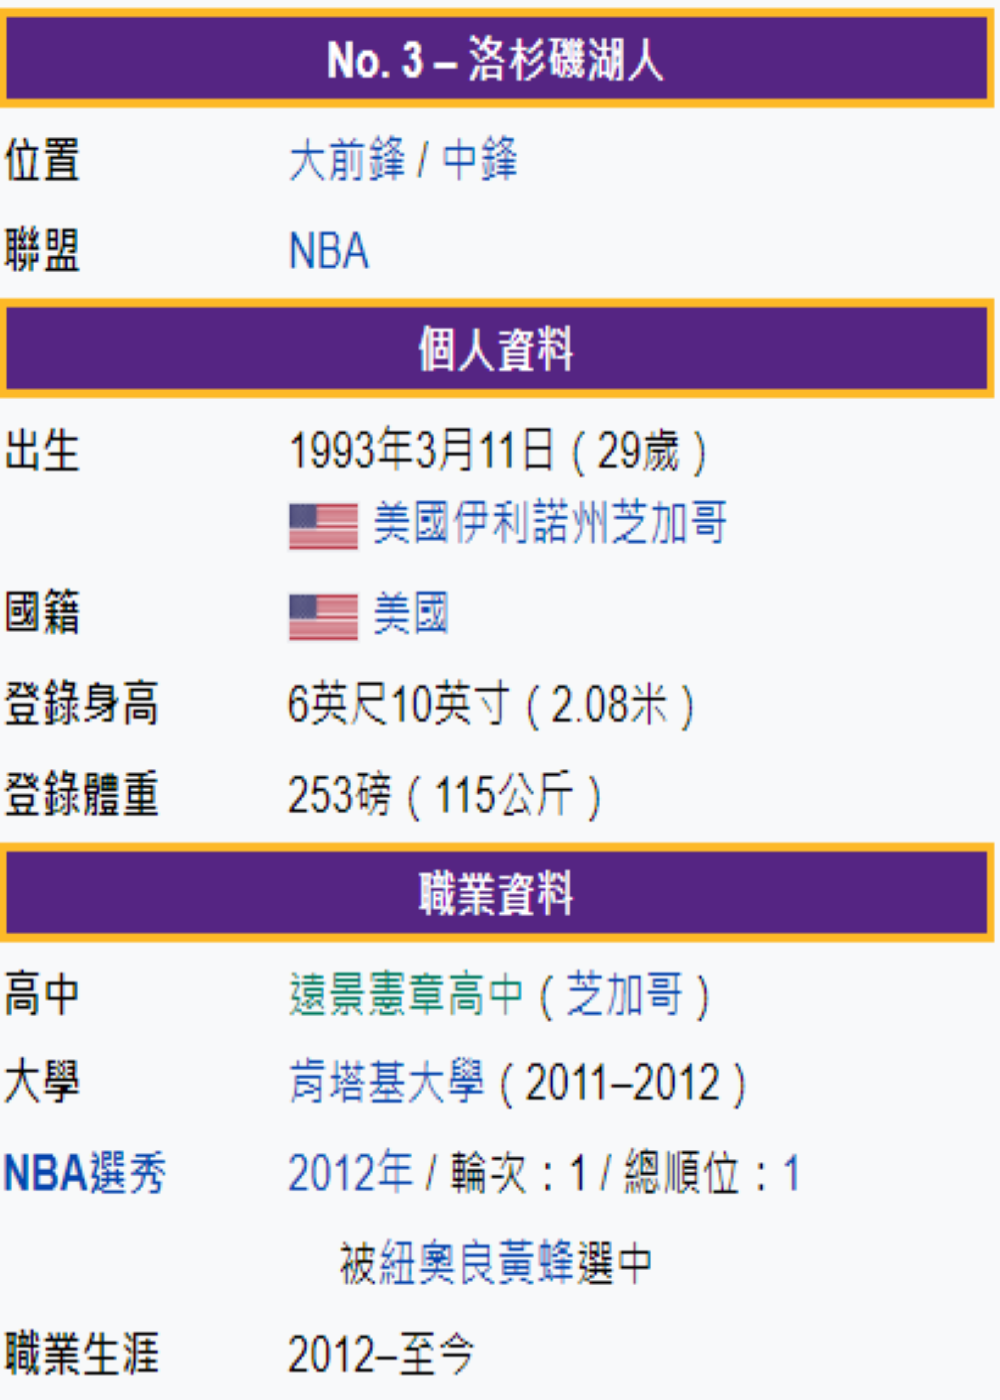 No. 3 – 洛杉磯湖人
位置 大前鋒 / 中鋒
聯盟 NBA
個人資料
出生 1993年3月11日（29歲）
美國伊利諾州芝加哥
國籍 美國
登錄身高 6英尺10英寸（2.08米）
登錄體重 253磅（115公斤）
職業資料
高中 遠景憲章高中（芝加哥）
大學 肯塔基大學（2011–2012）
NBA選秀 2012年 / 輪次：1 / 總順位：1
被紐奧良黃蜂選中
職業生涯 2012–至今